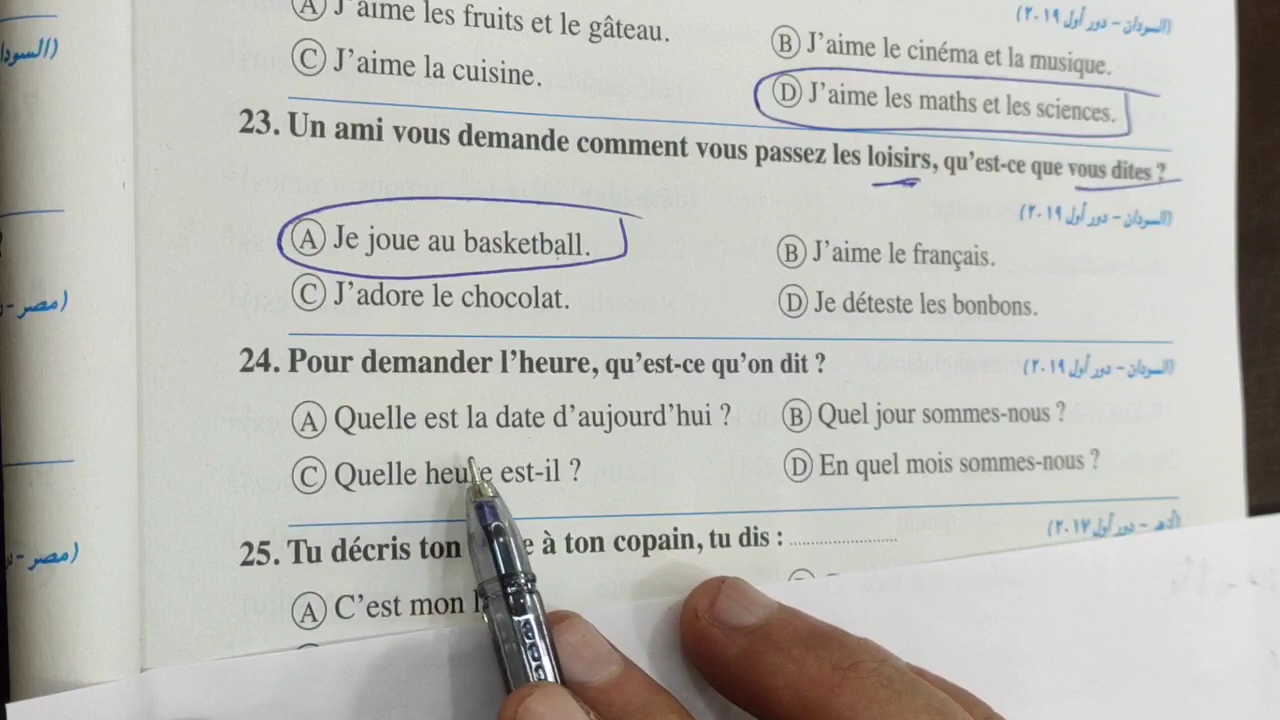 (السودان - دور أول ٢٠١٩)
A J'aime les fruits et le gâteau.
B J'aime le cinéma et la musique.
C J'aime la cuisine.
D J'aime les maths et les sciences.
23. Un ami vous demande comment vous passez les loisirs, qu'est-ce que vous dites ?
(السودان - دور أول ٢٠١٩)
A Je joue au basketball.
B J'aime le français.
C J'adore le chocolat.
D Je déteste les bonbons.
24. Pour demander l'heure, qu'est-ce qu'on dit ?
(السودان - دور أول ٢٠١٩)
A Quelle est la date d'aujourd'hui ?
B Quel jour sommes-nous ?
C Quelle heure est-il ?
D En quel mois sommes-nous ?
25. Tu décris ton à ton copain, tu dis : ....................
دور أول ٢٠١٧)
A C'est mon
(مصر -
(مصر -